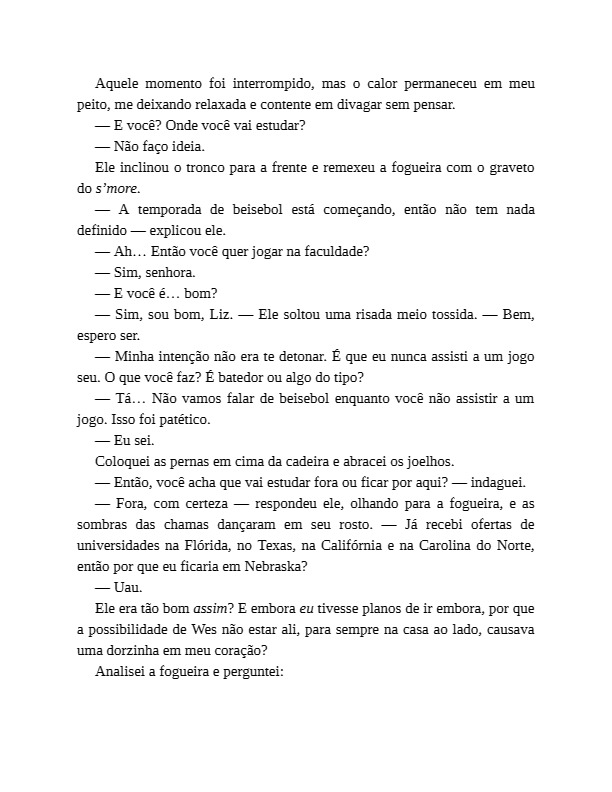 Aquele momento foi interrompido, mas o calor permaneceu em meu
peito, me deixando relaxada e contente em divagar sem pensar.
— E você? Onde você vai estudar?
— Não faço ideia.
Ele inclinou o tronco para a frente e remexeu a fogueira com o graveto
do s’more.
— A temporada de beisebol está começando, então não tem nada
definido — explicou ele.
— Ah… Então você quer jogar na faculdade?
— Sim, senhora.
— E você é… bom?
— Sim, sou bom, Liz. — Ele soltou uma risada meio tossida. — Bem,
espero ser.
— Minha intenção não era te detonar. É que eu nunca assisti a um jogo
seu. O que você faz? É batedor ou algo do tipo?
— Tá… Não vamos falar de beisebol enquanto você não assistir a um
jogo. Isso foi patético.
— Eu sei.
Coloquei as pernas em cima da cadeira e abracei os joelhos.
— Então, você acha que vai estudar fora ou ficar por aqui? — indaguei.
— Fora, com certeza — respondeu ele, olhando para a fogueira, e as
sombras das chamas dançaram em seu rosto. — Já recebi ofertas de
universidades na Flórida, no Texas, na Califórnia e na Carolina do Norte,
então por que eu ficaria em Nebraska?
— Uau.
Ele era tão bom assim? E embora eu tivesse planos de ir embora, por que
a possibilidade de Wes não estar ali, para sempre na casa ao lado, causava
uma dorzinha em meu coração?
Analisei a fogueira e perguntei: